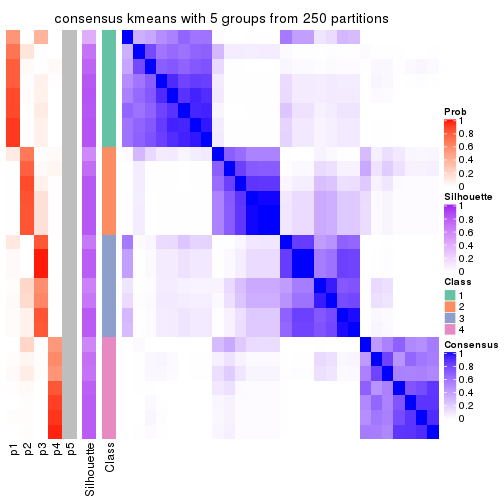 consensus kmeans with 5 groups from 250 partitions
Prob
1
0.8
0.6
0.4
0.2
0
Silhouette
1
0.8
0.6
0.4
0.2
0
Class
1
2
3
4
Consensus
1
0.8
0.6
0.4
0.2
0
p1
p2
p3
p4
p5
Silhouette
Class